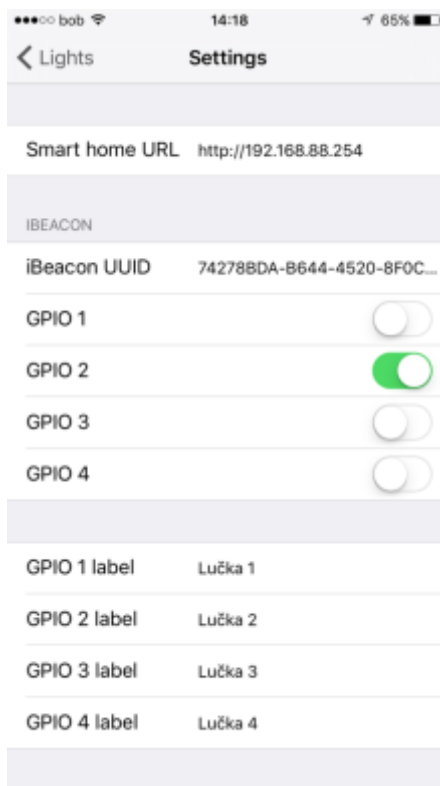 bob 14:18 65%
Lights Settings
Smart home URL http://192.168.88.254
IBEACON
iBeacon UUID 74278BDA-B644-4520-8F0C...
GPIO 1
GPIO 2
GPIO 3
GPIO 4
GPIO 1 label Lučka 1
GPIO 2 label Lučka 2
GPIO 3 label Lučka 3
GPIO 4 label Lučka 4